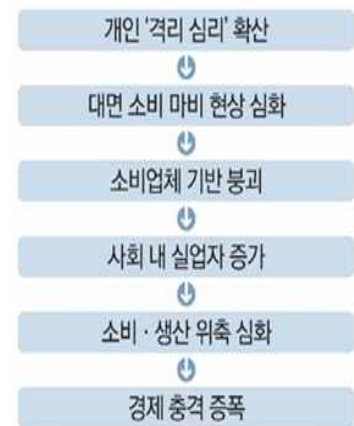 개인 ‘격리 심리’ 확산
대면 소비 마비 현상 심화
소비업체 기반 붕괴
사회 내 실업자 증가
소비·생산 위축 심화
경제 충격 증폭